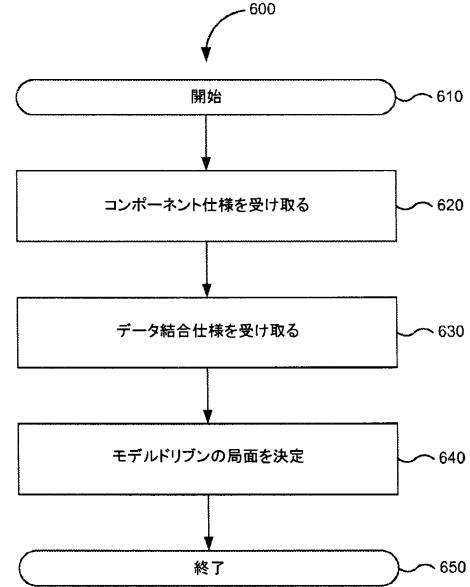 600
開始
610
コンポーネント仕様を受け取る
620
データ結合仕様を受け取る
630
モデルドリブンの局面を決定
640
終了
650